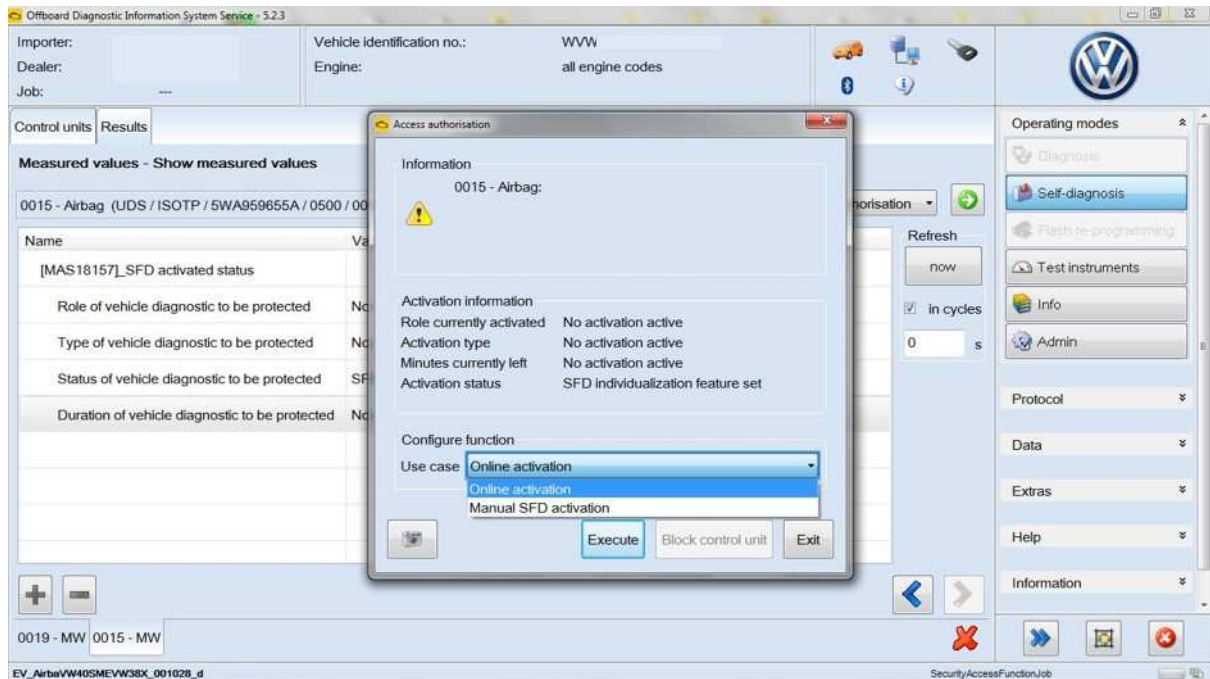 Offboard Diagnostic Information System Service - 5.2.3
Importer:
Dealer:
Job: ---
Vehicle identification no.: WVW
Engine: all engine codes
Control units Results
Measured values - Show measured values
0015 - Airbag (UDS / ISOTP / 5WA959655A / 0500 / 00
Name
[MAS18157]_SFD activated status
Role of vehicle diagnostic to be protected
Type of vehicle diagnostic to be protected
Status of vehicle diagnostic to be protected
Duration of vehicle diagnostic to be protected
Access authorisation
Information
0015 - Airbag:
Activation information
Role currently activated No activation active
Activation type No activation active
Minutes currently left No activation active
Activation status SFD individualization feature set
Configure function
Use case Online activation
Online activation
Manual SFD activation
Execute Block control unit Exit
Refresh
now
in cycles
0 s
Operating modes
Diagnosis
Self-diagnosis
Flash re-programming
Test instruments
Info
Admin
Protocol
Data
Extras
Help
Information
0019 - MW 0015 - MW
EV_AirbaVW40SMEVW38X_001028_d
SecurityAccessFunctionJob